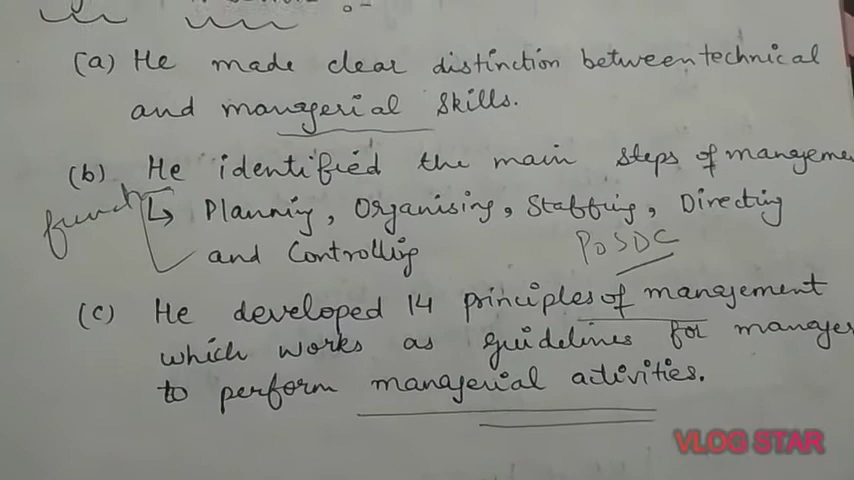 (a) He made clear distinction between technical
and managerial skills.
(b) He identified the main steps of manageme
↳ Planning, Organising, Staffing, Directing
and Controlling
POSDC
(c) He developed 14 principles of management
which works as guidelines for manager
to perform managerial activities.
VLOG STAR